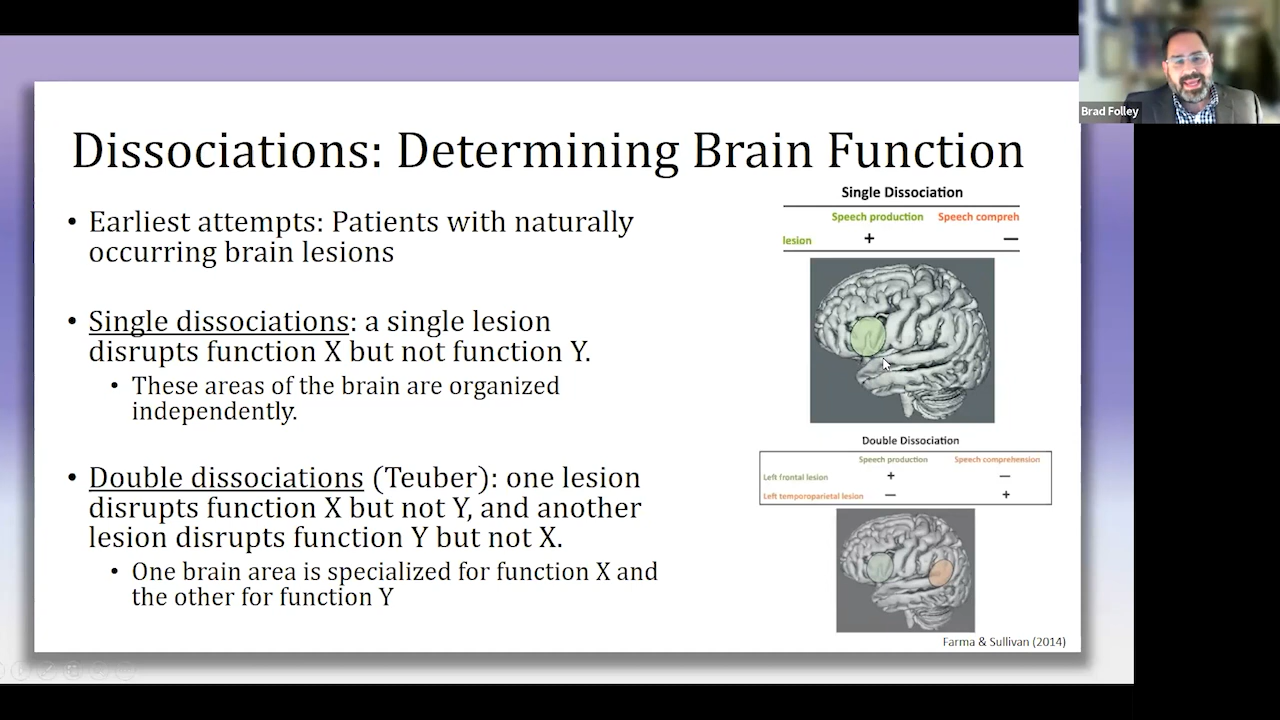 Brad Folley
Dissociations: Determining Brain Function
• Earliest attempts: Patients with naturally
occurring brain lesions
• Single dissociations: a single lesion
disrupts function X but not function Y.
• These areas of the brain are organized
independently.
• Double dissociations (Teuber): one lesion
disrupts function X but not Y, and another
lesion disrupts function Y but not X.
• One brain area is specialized for function X and
the other for function Y
Single Dissociation
Speech production Speech compreh
lesion + —
Double Dissociation
Speech production Speech comprehension
Left frontal lesion + —
Left temporoparietal lesion — +
Farma & Sullivan (2014)